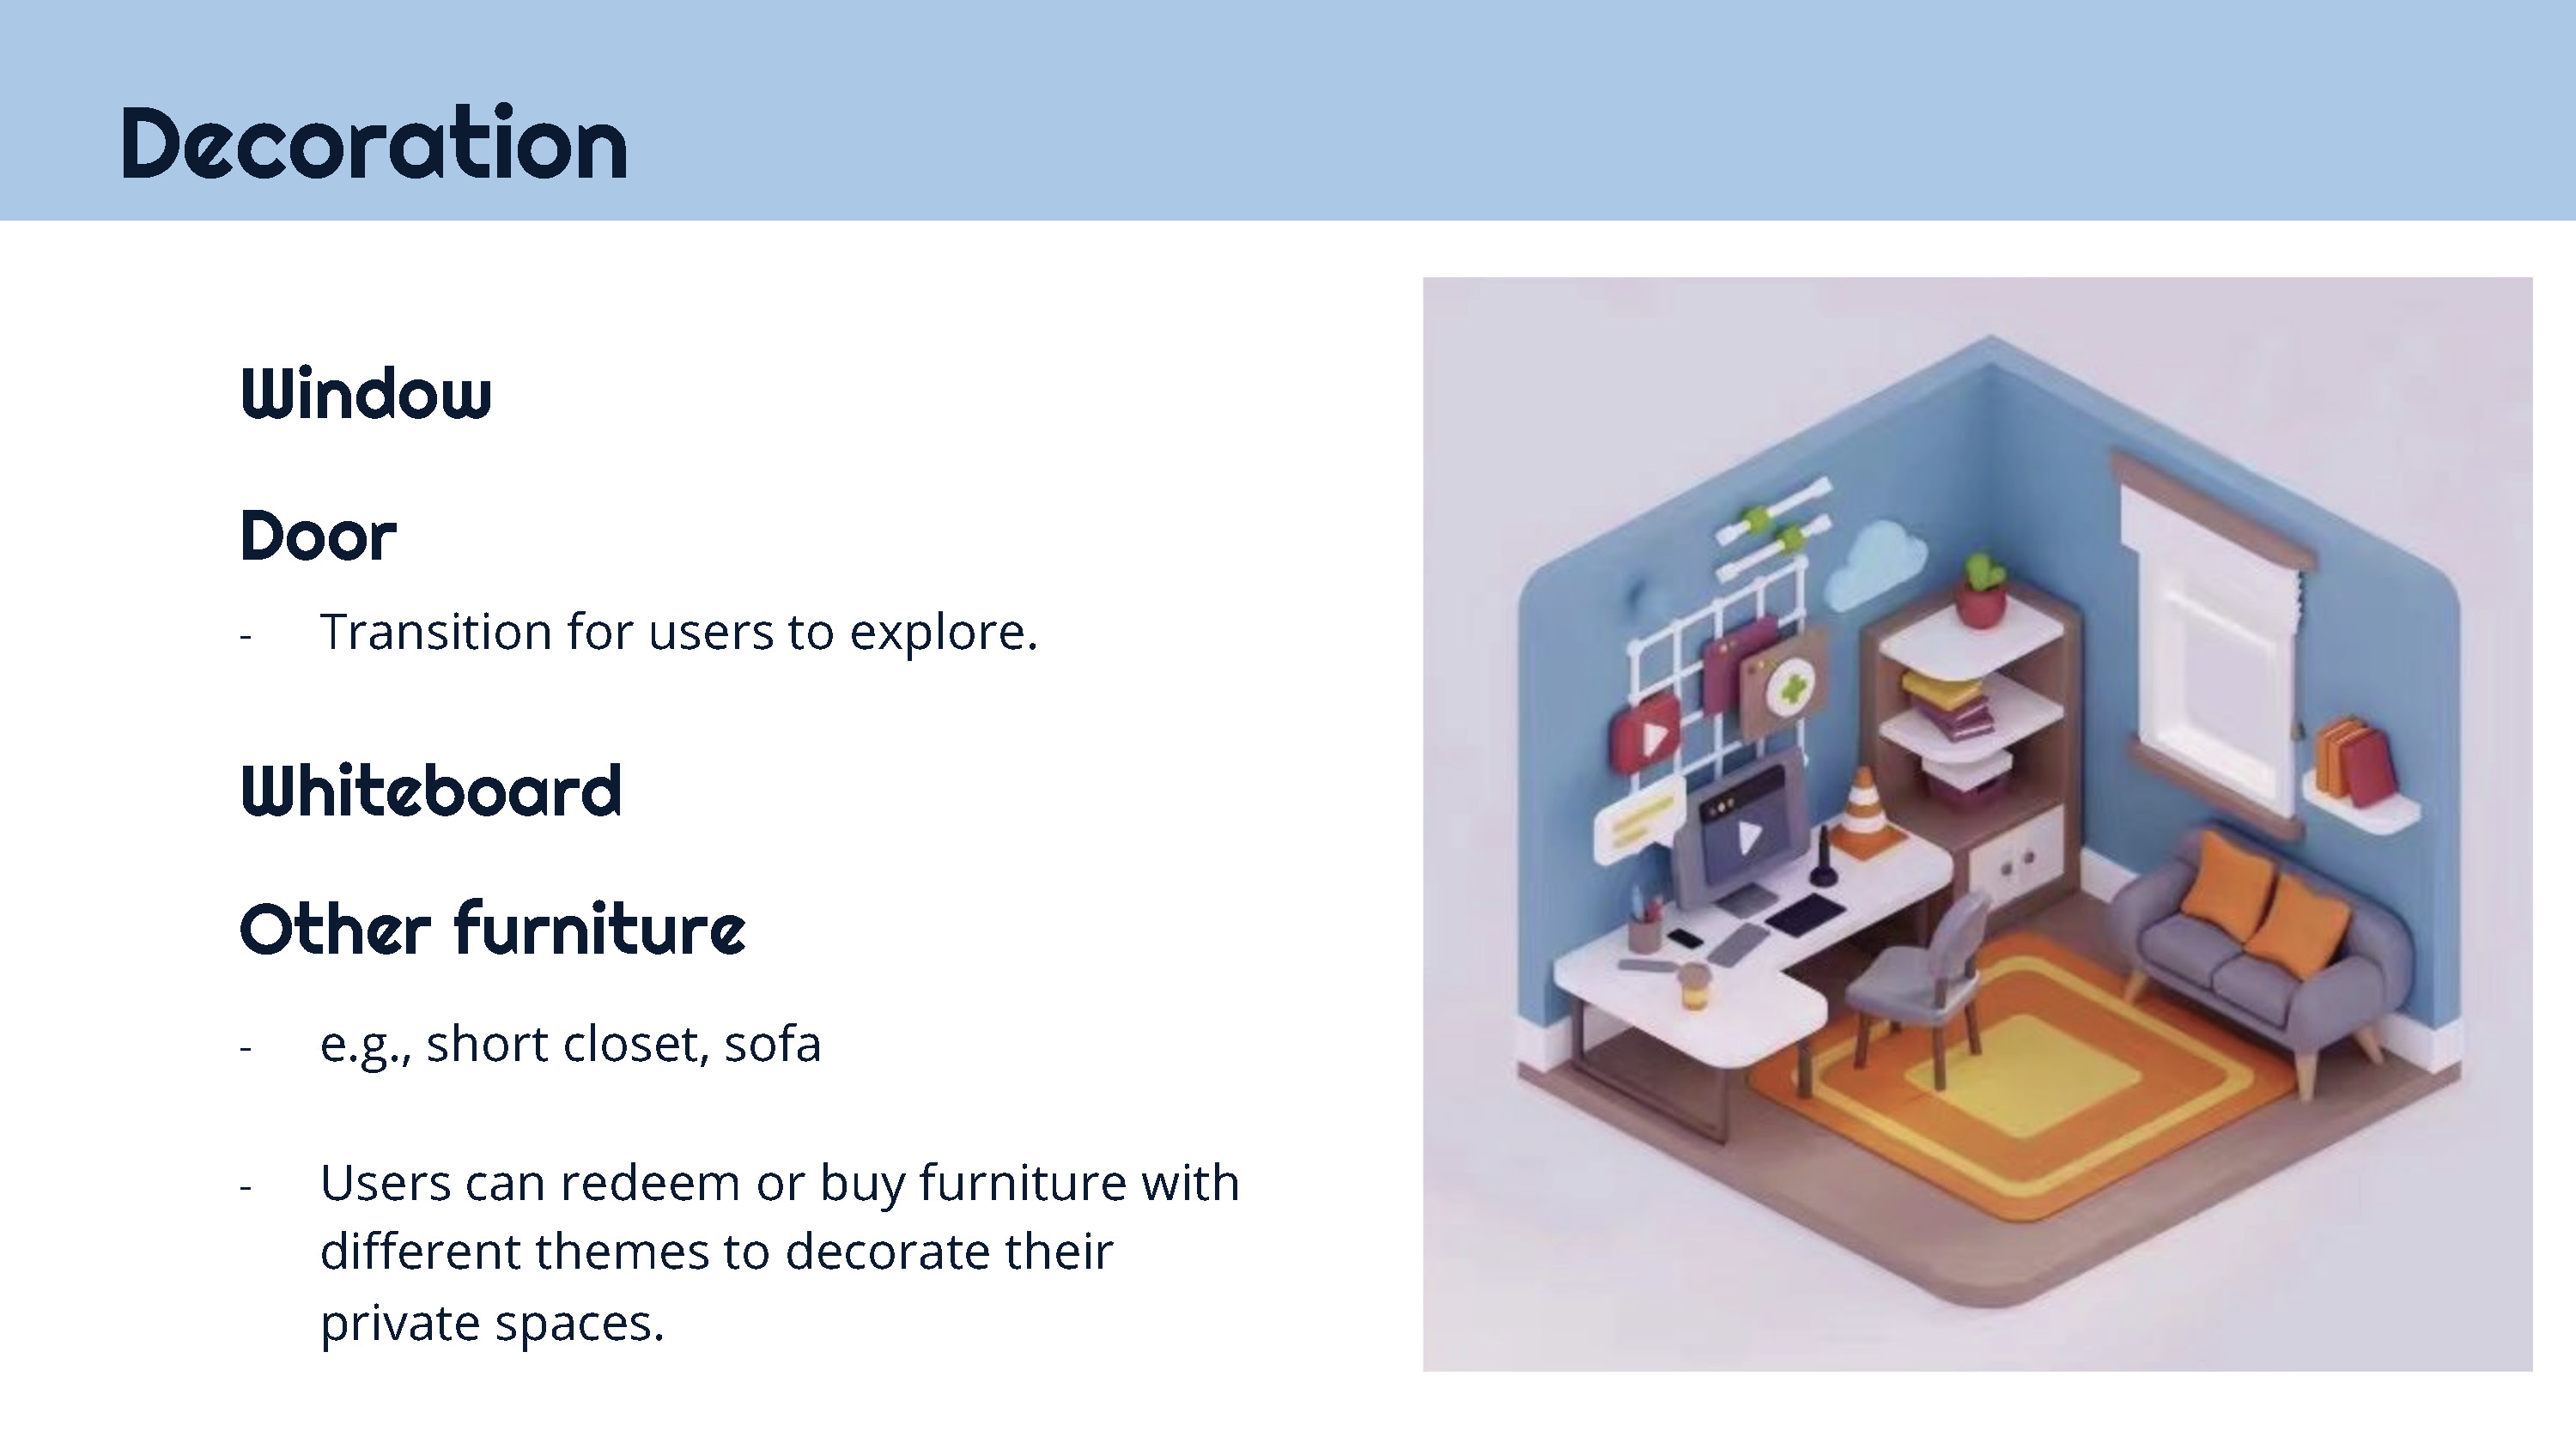 Decoration
Window
Door
- Transition for users to explore.
Whiteboard
Other furniture
- e.g., short closet, sofa
- Users can redeem or buy furniture with
different themes to decorate their
private spaces.